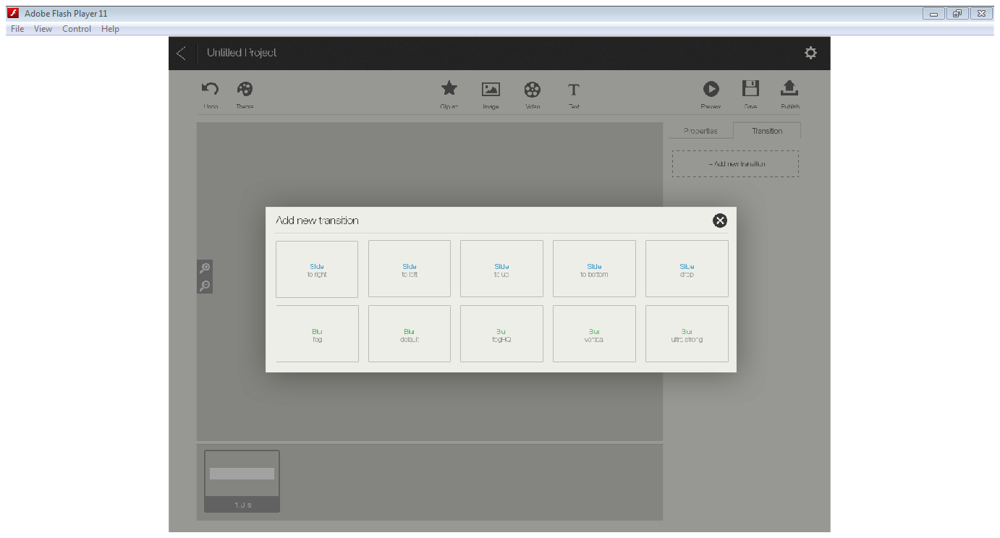 Adobe Flash Player 11
File View Control Help
Untitled Project
Undo Theme Clip art Image Video T Text Preview Save Publish
Properties Transition
+ Add new transition
Add new transition
Slide
to right
Slide
to left
Slide
to up
Slide
to bottom
Slide
drop
Blur
fog
Blur
default
Blur
fogHQ
Blur
vertical
Blur
ultra strong